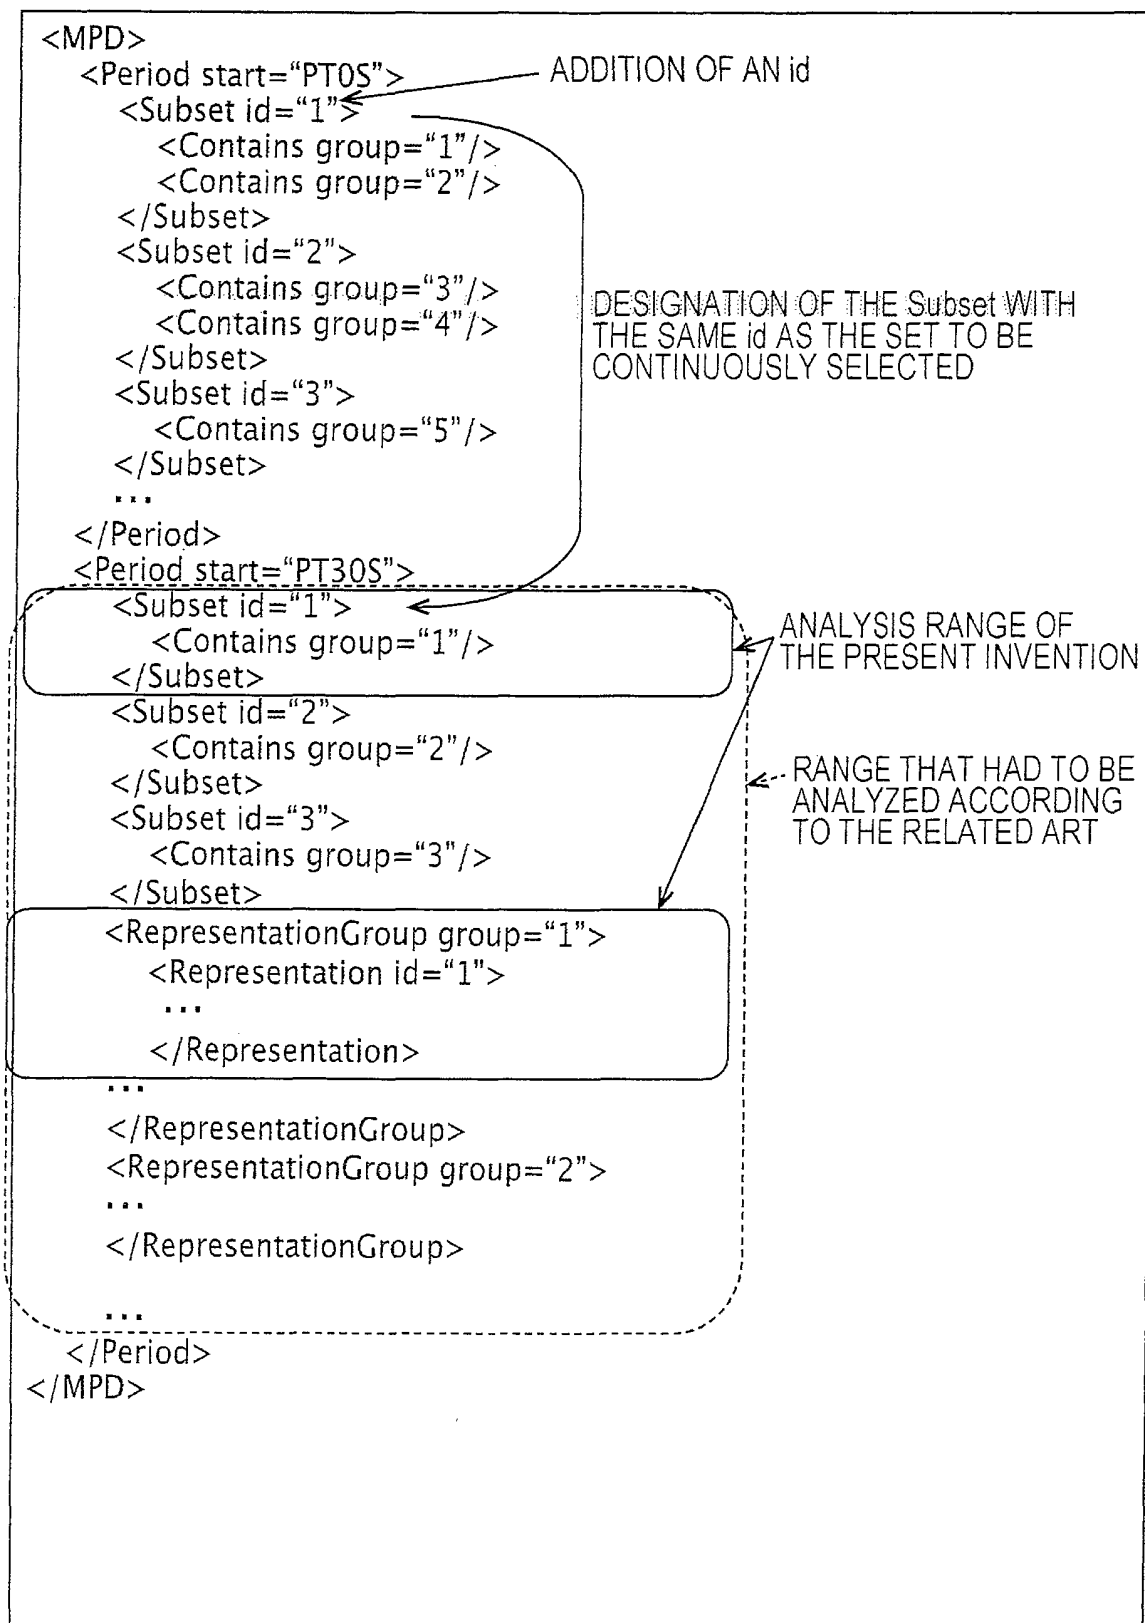 <MPD>
<Period start="PT0S">
ADDITION OF AN id
<Subset id="1">
<Contains group="1"/>
<Contains group="2"/>
</Subset>
<Subset id="2">
<Contains group="3"/>
<Contains group="4"/>
</Subset>
<Subset id="3">
<Contains group="5"/>
</Subset>
...
</Period>
DESIGNATION OF THE Subset WITH
THE SAME id AS THE SET TO BE
CONTINUOUSLY SELECTED
<Period start="PT30S">
<Subset id="1">
<Contains group="1"/>
</Subset>
<Subset id="2">
<Contains group="2"/>
</Subset>
<Subset id="3">
<Contains group="3"/>
</Subset>
<RepresentationGroup group="1">
<Representation id="1">
...
</Representation>
...
</RepresentationGroup>
<RepresentationGroup group="2">
...
</RepresentationGroup>
...
</Period>
</MPD>
ANALYSIS RANGE OF
THE PRESENT INVENTION
RANGE THAT HAD TO BE
ANALYZED ACCORDING
TO THE RELATED ART